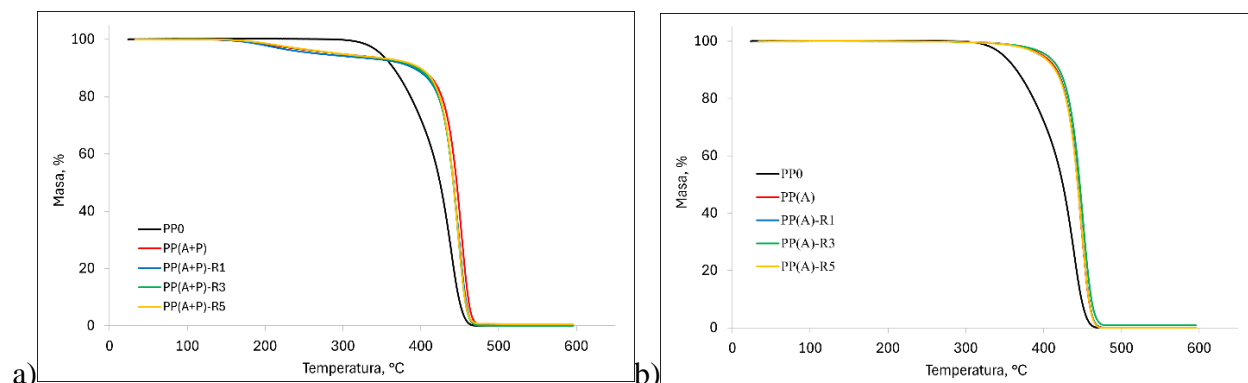 100
80
60
40
20
0
Masa, %
PP0
PP(A+P)
PP(A+P)-R1
PP(A+P)-R3
PP(A+P)-R5
0 100 200 300 400 500 600
Temperatura, °C
a)
100
80
60
40
20
0
Masa, %
PP0
PP(A)
PP(A)-R1
PP(A)-R3
PP(A)-R5
0 100 200 300 400 500 600
Temperatura, °C
b)